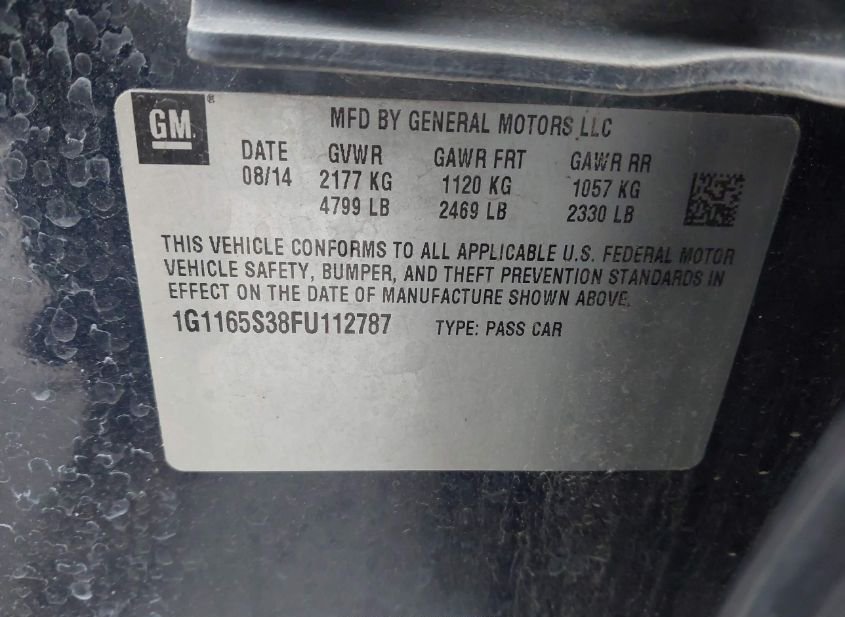 GM ®
MFD BY GENERAL MOTORS LLC
DATE GVWR GAWR FRT GAWR RR
08/14 2177 KG 1120 KG 1057 KG
4799 LB 2469 LB 2330 LB
THIS VEHICLE CONFORMS TO ALL APPLICABLE U.S. FEDERAL MOTOR
VEHICLE SAFETY, BUMPER, AND THEFT PREVENTION STANDARDS IN
EFFECT ON THE DATE OF MANUFACTURE SHOWN ABOVE.
1G1165S38FU112787 TYPE: PASS CAR